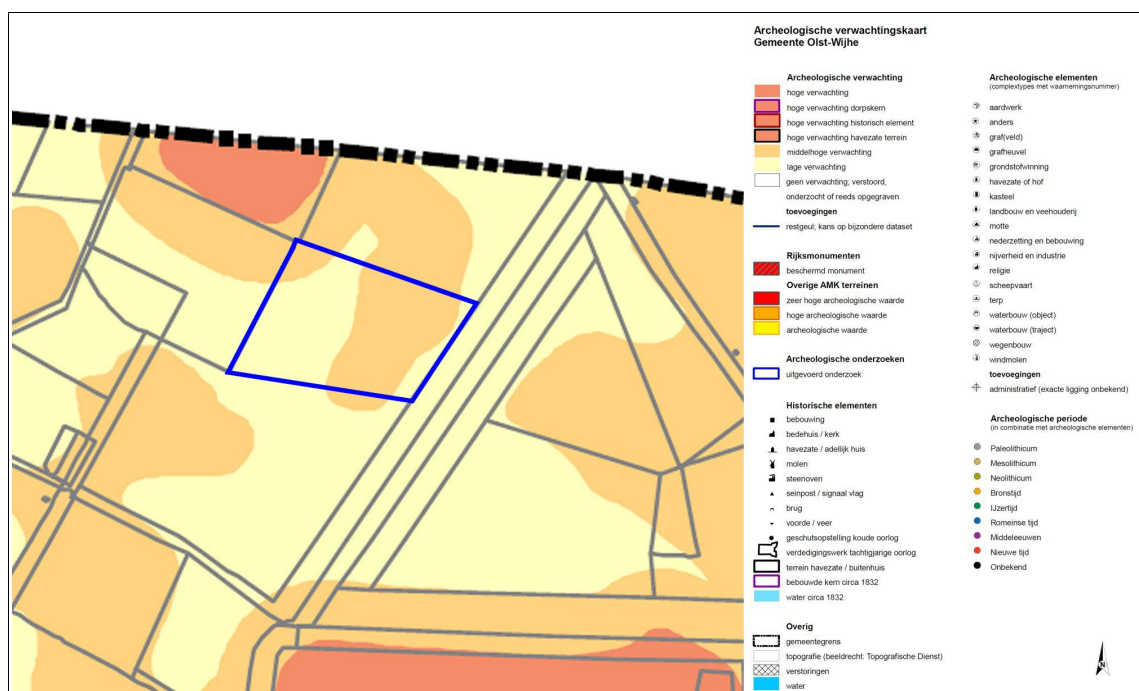 Archeologische verwachtingskaart
Gemeente Olst-Wijhe
Archeologische verwachting
hoge verwachting
hoge verwachting dorpskern
hoge verwachting historisch element
hoge verwachting havezate terrein
middelhoge verwachting
lage verwachting
geen verwachting; verstoord,
onderzocht of reeds opgegraven
toevoegingen
restgeul; kans op bijzondere dataset
Rijksmonumenten
beschermd monument
Overige AMK terreinen
zeer hoge archeologische waarde
hoge archeologische waarde
archeologische waarde
Archeologische onderzoeken
uitgevoerd onderzoek
Historische elementen
bebouwing
bedehuis / kerk
havezate / adellijk huis
molen
steenoven
seinpost / signaal vlag
brug
voorde / veer
geschutsopstelling koude oorlog
verdedigingswerk tachtigjarige oorlog
terrein havezate / buitenhuis
bebouwde kern circa 1832
water circa 1832
Overig
gemeentegrens
topografie (beeldrecht: Topografische Dienst)
verstoringen
water
Archeologische elementen
(complextypes met waarnemingsnummer)
aardwerk
anders
graf(veld)
grafheuvel
grondstofwinning
havezate of hof
kasteel
landbouw en veehouderij
motte
nederzetting en bebouwing
nijverheid en industrie
religie
scheepvaart
terp
waterbouw (object)
waterbouw (traject)
wegenbouw
windmolen
toevoegingen
administratief (exacte ligging onbekend)
Archeologische periode
(in combinatie met archeologische elementen)
Paleolithicum
Mesolithicum
Neolithicum
Bronstijd
IJzertijd
Romeinse tijd
Middeleeuwen
Nieuwe tijd
Onbekend
N